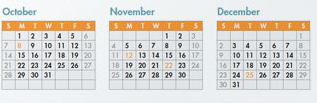 October
S M T W T F S
1 2 3 4 5 6
7 8 9 10 11 12 13
14 15 16 17 18 19 20
21 22 23 24 25 26 27
28 29 30 31
November
S M T W T F S
1 2 3
4 5 6 7 8 9 10
11 12 13 14 15 16 17
18 19 20 21 22 23 24
25 26 27 28 29 30
December
S M T W T F S
1
2 3 4 5 6 7 8
9 10 11 12 13 14 15
16 17 18 19 20 21 22
23 24 25 26 27 28 29
30 31